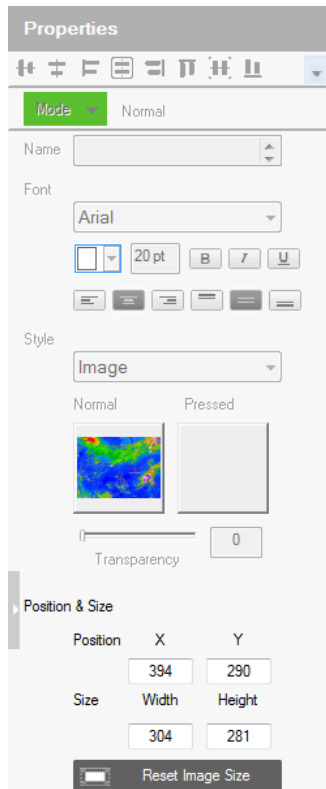 Properties
Mode Normal
Name
Font
Arial
20 pt B I U
Style
Image
Normal Pressed
0
Transparency
Position & Size
Position X Y
394 290
Size Width Height
304 281
Reset Image Size